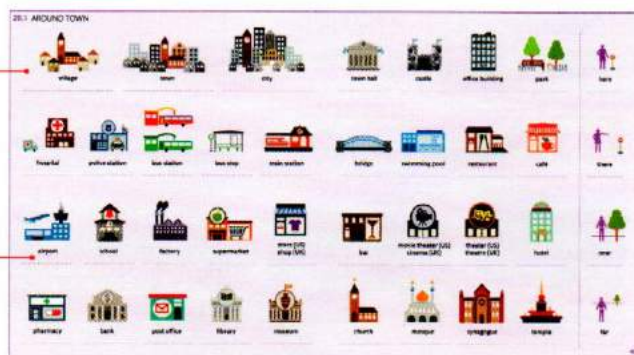 20.1 AROUND TOWN
village town city town hall castle office building park here
hospital police station bus station bus stop train station bridge swimming pool restaurant café there
airport school factory supermarket store (US) shop (UK) bar movie theater (US) cinema (UK) theater (US) theatre (UK) hotel near
pharmacy bank post office library museum church mosque synagogue temple far